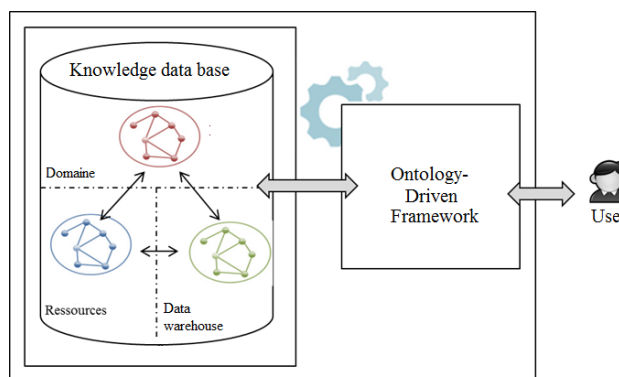 Knowledge data base
Domaine
Ressources
Data
warehouse
Ontology-
Driven
Framework
Use